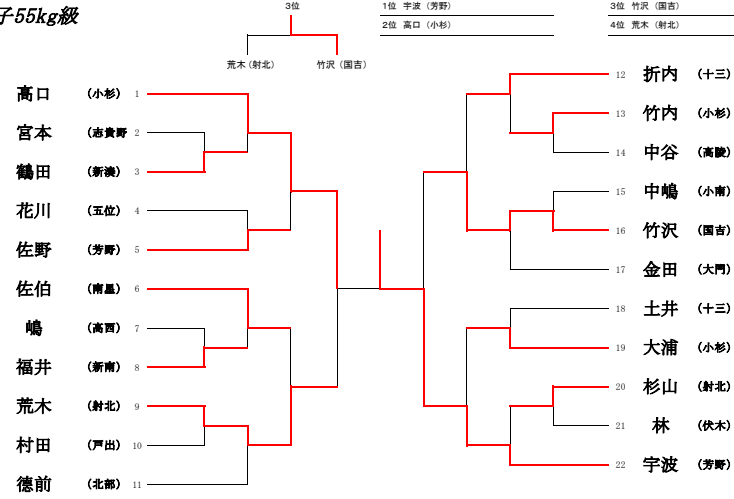 子55kg級
3位
1位 宇波（芳野）
2位 高口（小杉）
3位 竹沢（国吉）
4位 荒木（射北）
荒木（射北）
竹沢（国吉）
高口 （小杉） 1
宮本 （志貴野 2
鶴田 （新湊） 3
花川 （五位） 4
佐野 （芳野） 5
佐伯 （南星） 6
嶋 （高西） 7
福井 （新南） 8
荒木 （射北） 9
村田 （戸出） 10
徳前 （北部） 11
12 折内 （十三）
13 竹内 （小杉）
14 中谷 （高陵）
15 中嶋 （小南）
16 竹沢 （国吉）
17 金田 （大門）
18 土井 （十三）
19 大浦 （小杉）
20 杉山 （射北）
21 林 （伏木）
22 宇波 （芳野）